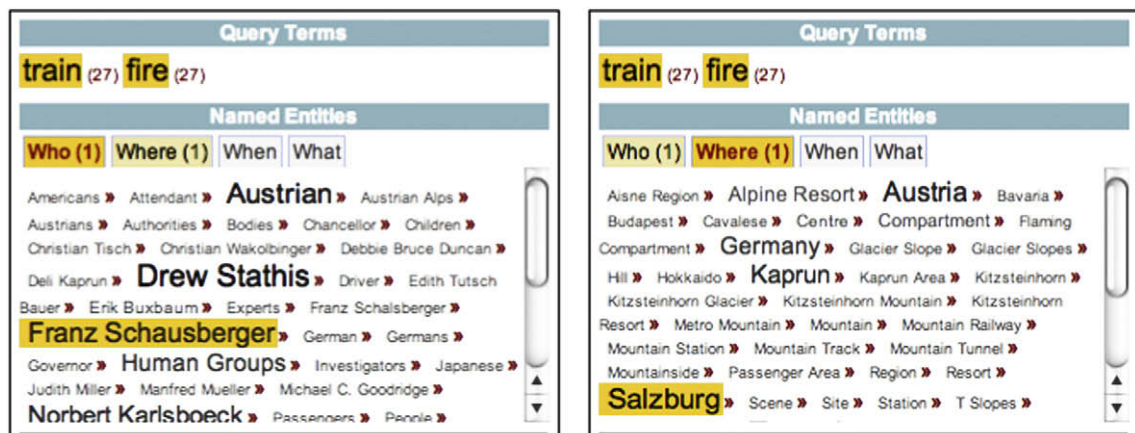 Query Terms
train (27) fire (27)
Named Entities
Who (1) Where (1) When What
Americans » Attendant » Austrian » Austrian Alps »
Austrians » Authorities » Bodies » Chancellor » Children »
Christian Tisch » Christian Wakolbinger » Debbie Bruce Duncan »
Deli Kaprun » Drew Stathis » Driver » Edith Tutsch
Bauer » Erik Buxbaum » Experts » Franz Schalsberger »
Franz Schausberger » German » Germans »
Governor » Human Groups » Investigators » Japanese »
Judith Miller » Manfred Mueller » Michael C. Goodridge »
Norbert Karlsboeck » Passengers » People »
Query Terms
train (27) fire (27)
Named Entities
Who (1) Where (1) When What
Aisne Region » Alpine Resort » Austria » Bavaria »
Budapest » Cavalese » Centre » Compartment » Flaming
Compartment » Germany » Glacier Slope » Glacier Slopes »
Hill » Hokkaido » Kaprun » Kaprun Area » Kitzsteinhorn »
Kitzsteinhorn Glacier » Kitzsteinhorn Mountain » Kitzsteinhorn
Resort » Metro Mountain » Mountain » Mountain Railway »
Mountain Station » Mountain Track » Mountain Tunnel »
Mountainside » Passenger Area » Region » Resort »
Salzburg » Scene » Site » Station » T Slopes »